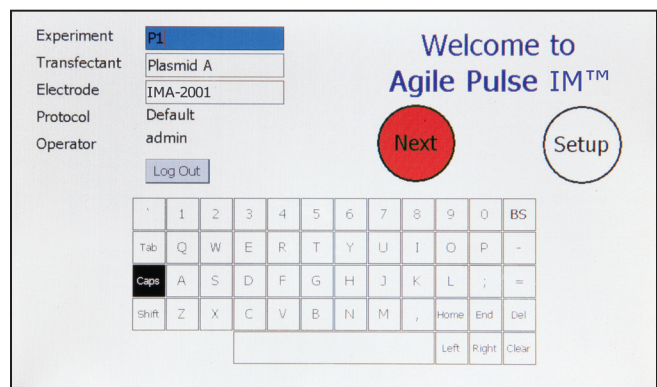 Experiment P1
Transfectant Plasmid A
Electrode IMA-2001
Protocol Default
Operator admin
Log Out
Welcome to
Agile Pulse IM™
Next
Setup
` 1 2 3 4 5 6 7 8 9 0 BS
Tab Q W E R T Y U I O P -
Caps A S D F G H J K L ; =
Shift Z X C V B N M , Home End Del
Left Right Clear